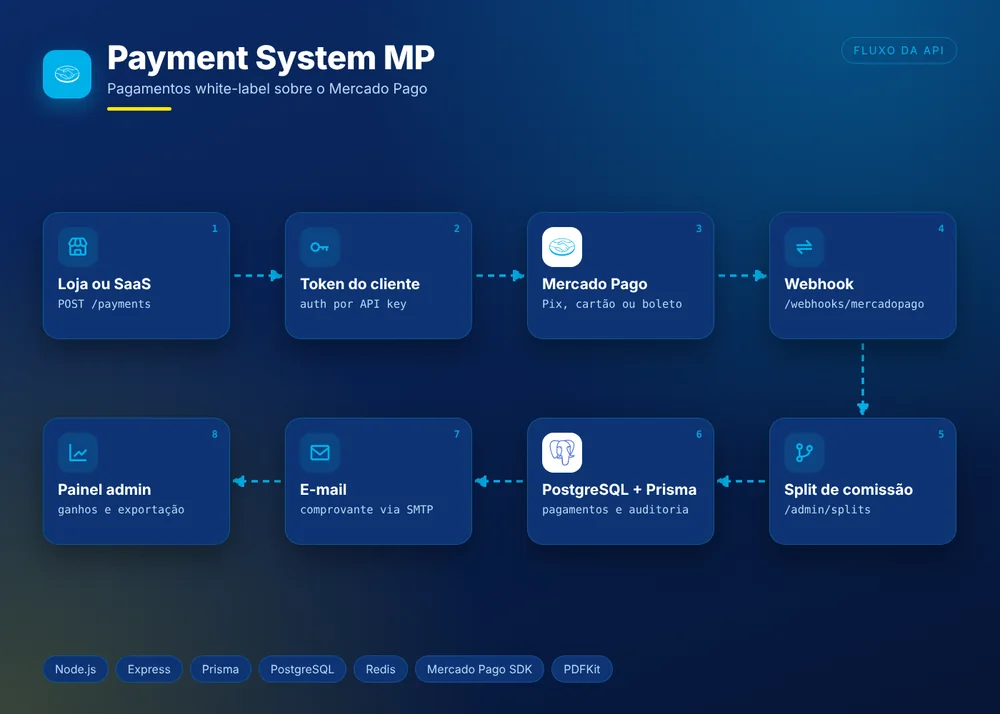 Payment System MP
Pagamentos white-label sobre o Mercado Pago
FLUXO DA API
1
Loja ou SaaS
POST /payments
2
Token do cliente
auth por API key
3
Mercado Pago
Pix, cartão ou boleto
4
Webhook
/webhooks/mercadopago
8
Painel admin
ganhos e exportação
7
E-mail
comprovante via SMTP
6
PostgreSQL + Prisma
pagamentos e auditoria
5
Split de comissão
/admin/splits
Node.js
Express
Prisma
PostgreSQL
Redis
Mercado Pago SDK
PDFKit